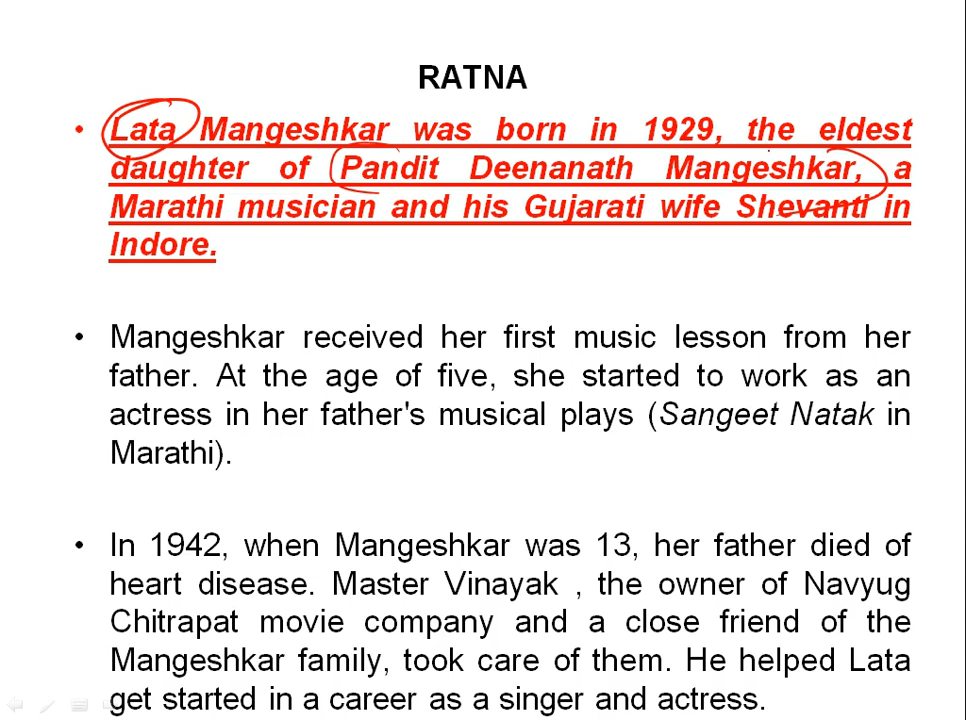 RATNA
• Lata Mangeshkar was born in 1929, the eldest
daughter of Pandit Deenanath Mangeshkar, a
Marathi musician and his Gujarati wife Shevanti in
Indore.
• Mangeshkar received her first music lesson from her
father. At the age of five, she started to work as an
actress in her father's musical plays (Sangeet Natak in
Marathi).
• In 1942, when Mangeshkar was 13, her father died of
heart disease. Master Vinayak , the owner of Navyug
Chitrapat movie company and a close friend of the
Mangeshkar family, took care of them. He helped Lata
get started in a career as a singer and actress.